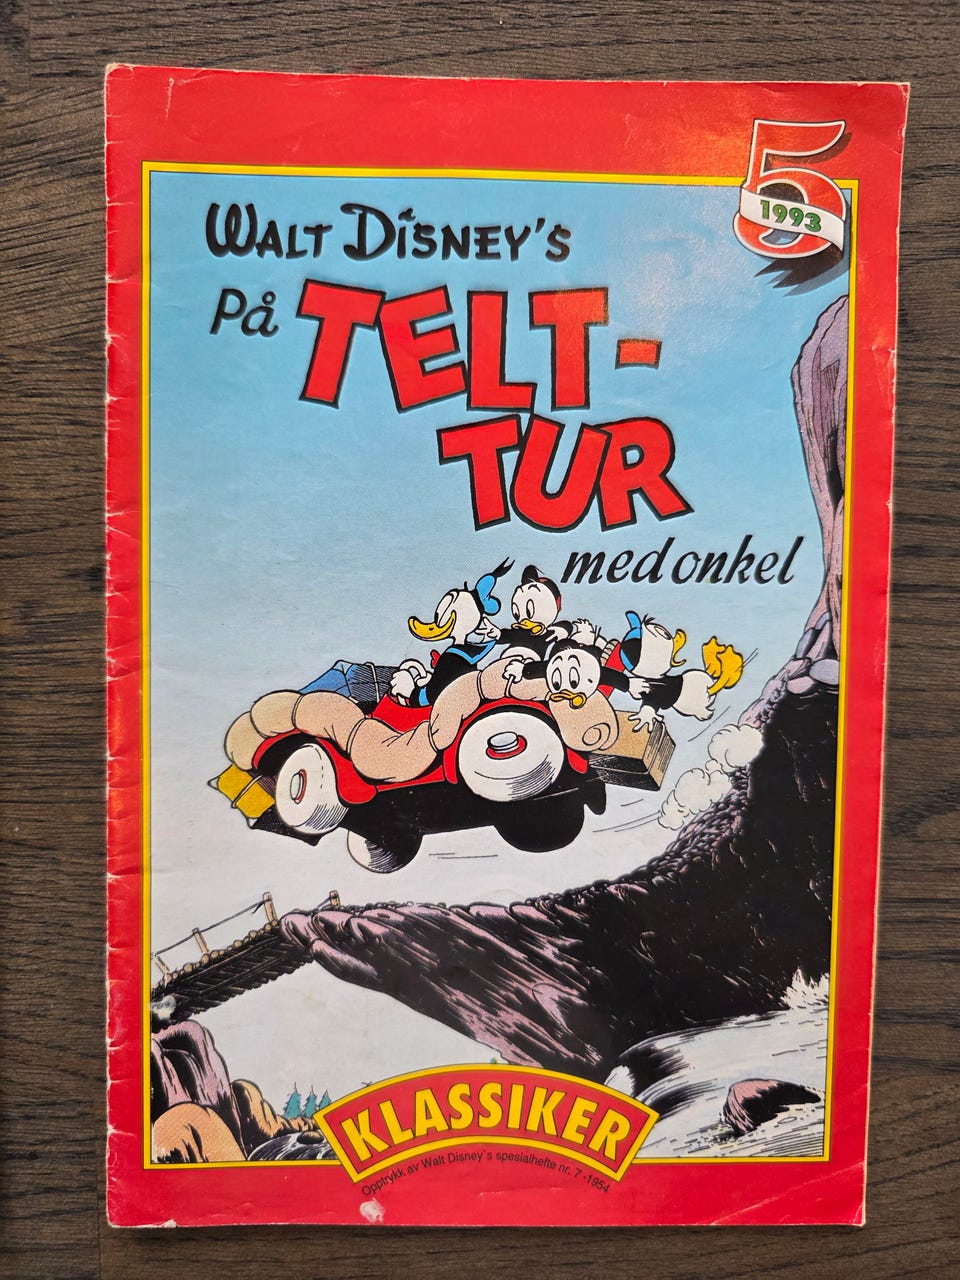 5
1993
WALT DISNEY'S
På TELT-
TUR
med onkel
KLASSIKER
Opptrykk av Walt Disney´s spesialhefte nr. 7 -1954